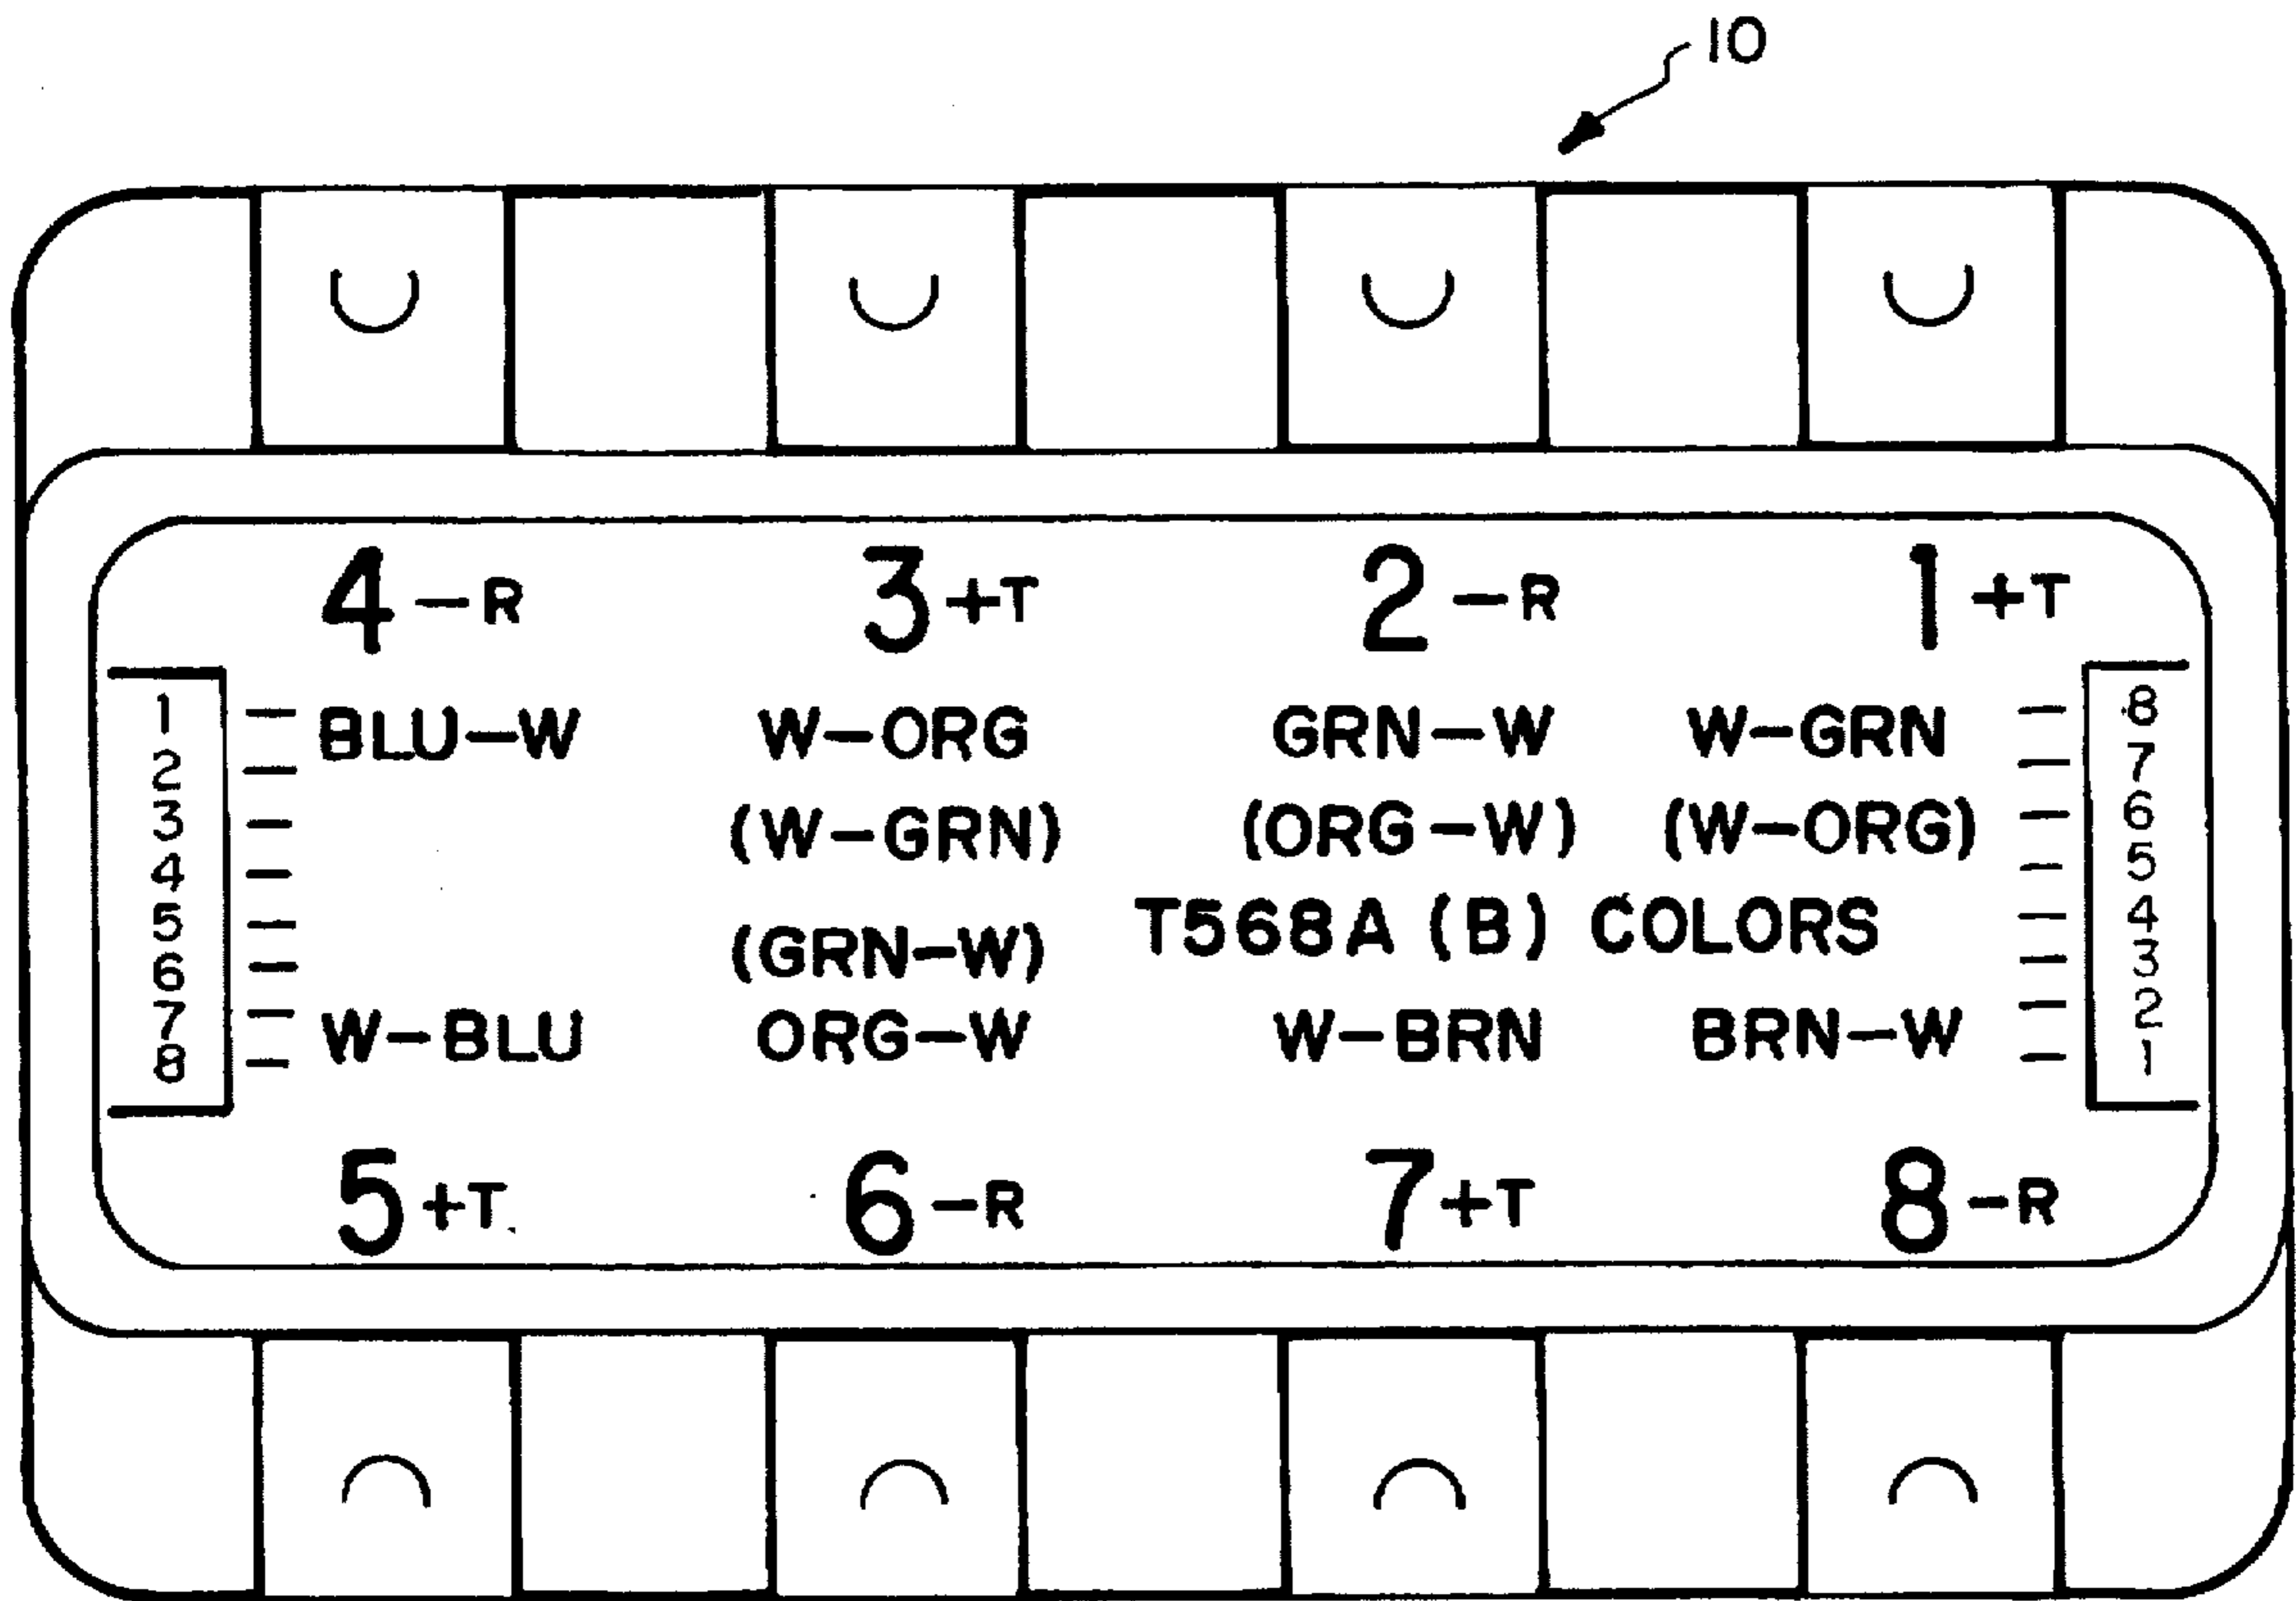 10
4 -R 3 +T 2 -R 1 +T
1 BLU-W W-ORG GRN-W W-GRN 8
2 7
3 (W-GRN) (ORG-W) (W-ORG) 6
4 5
5 (GRN-W) T568A (B) COLORS 4
6 3
7 W-BLU ORG-W W-BRN BRN-W 2
8 1
5 +T 6 -R 7 +T 8 -R